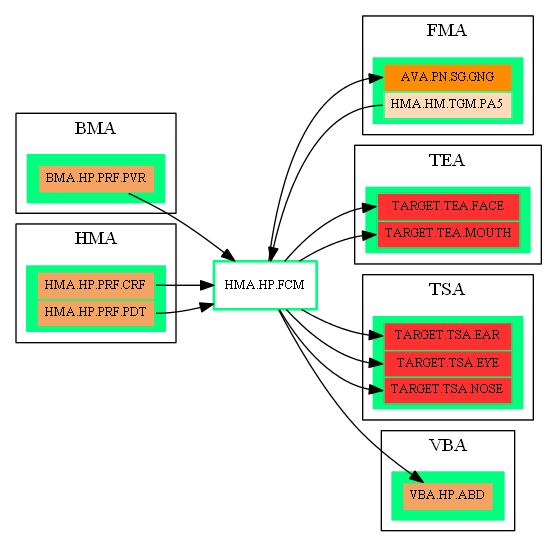 FMA
AVA.PN.SG.GNG
HMA.HM.TGM.PA5
BMA
BMA.HP.PRF.PVR
TEA
TARGET.TEA.FACE
TARGET.TEA.MOUTH
HMA
HMA.HP.PRF.CRF
HMA.HP.PRF.PDT
HMA.HP.FCM
TSA
TARGET.TSA.EAR
TARGET.TSA.EYE
TARGET.TSA.NOSE
VBA
VBA.HP.ABD